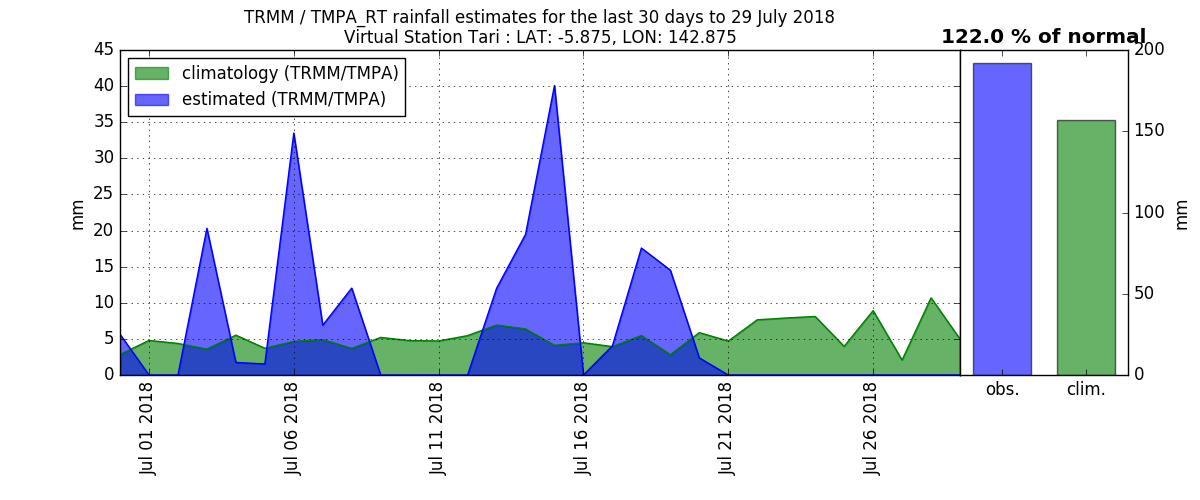 TRMM / TMPA_RT rainfall estimates for the last 30 days to 29 July 2018
Virtual Station Tari : LAT: -5.875, LON: 142.875
122.0 % of normal
climatology (TRMM/TMPA)
estimated (TRMM/TMPA)
45
40
35
30
25
20
15
10
5
0
mm
Jul 01 2018
Jul 06 2018
Jul 11 2018
Jul 16 2018
Jul 21 2018
Jul 26 2018
200
150
100
50
0
mm
obs.
clim.